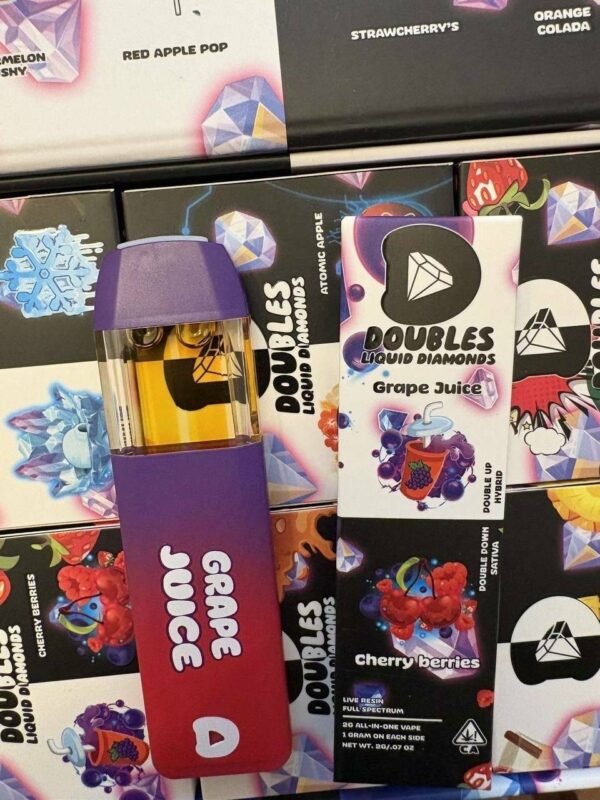 RED APPLE POP
STRAWCHERRY'S
ORANGE
COLADA
ATOMIC APPLE
DOUBLES
LIQUID DIAMONDS
DOUBLES
LIQUID DIAMONDS
Grape Juice
DOUBLE UP
HYBRID
GRAPE
JUICE
DOUBLE DOWN
SATIVA
Cherry berries
LIVE RESIN
FULL SPECTRUM
2G ALL-IN-ONE VAPE
1 GRAM ON EACH SIDE
NET WT. 2G/.07 OZ
CA
CHERRY BERRIES
DOUBLES
LIQUID DIAMONDS
DOUBLES
LIQUID DIAMONDS